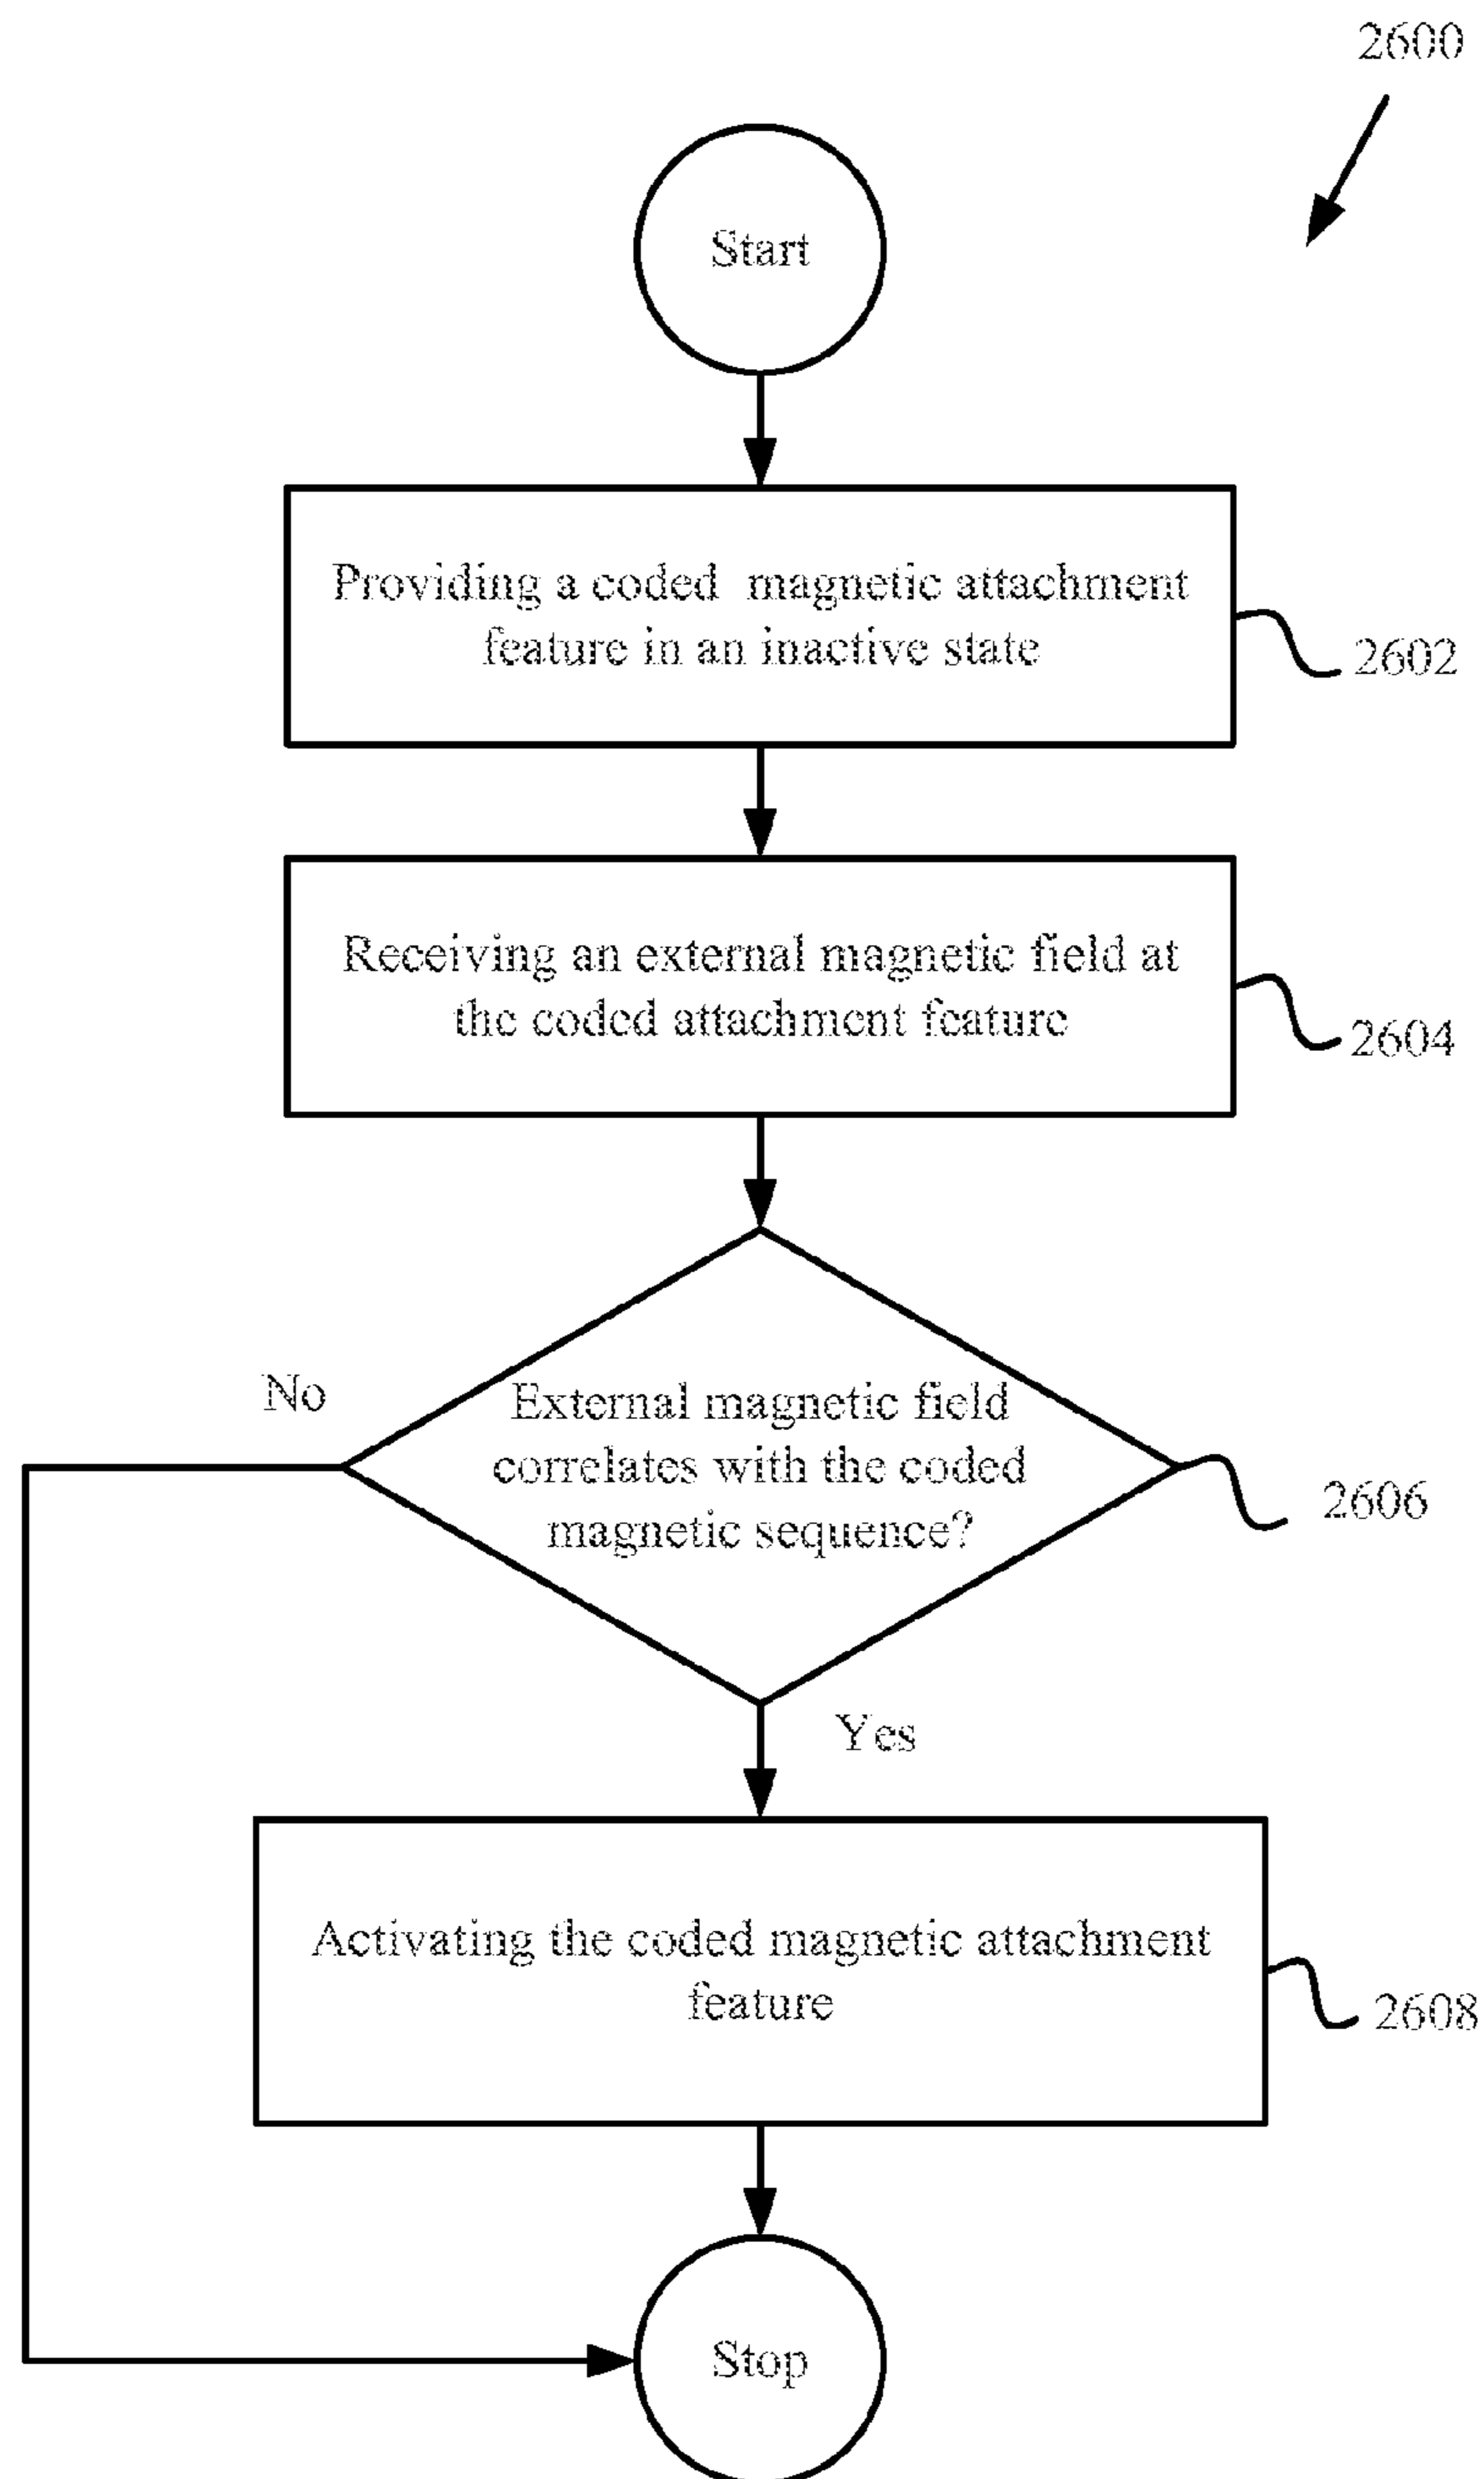 2600
Start
Providing a coded magnetic attachment
feature in an inactive state
2602
Receiving an external magnetic field at
the coded attachment feature
2604
No
External magnetic field
correlates with the coded
magnetic sequence?
2606
Yes
Activating the coded magnetic attachment
feature
2608
Stop